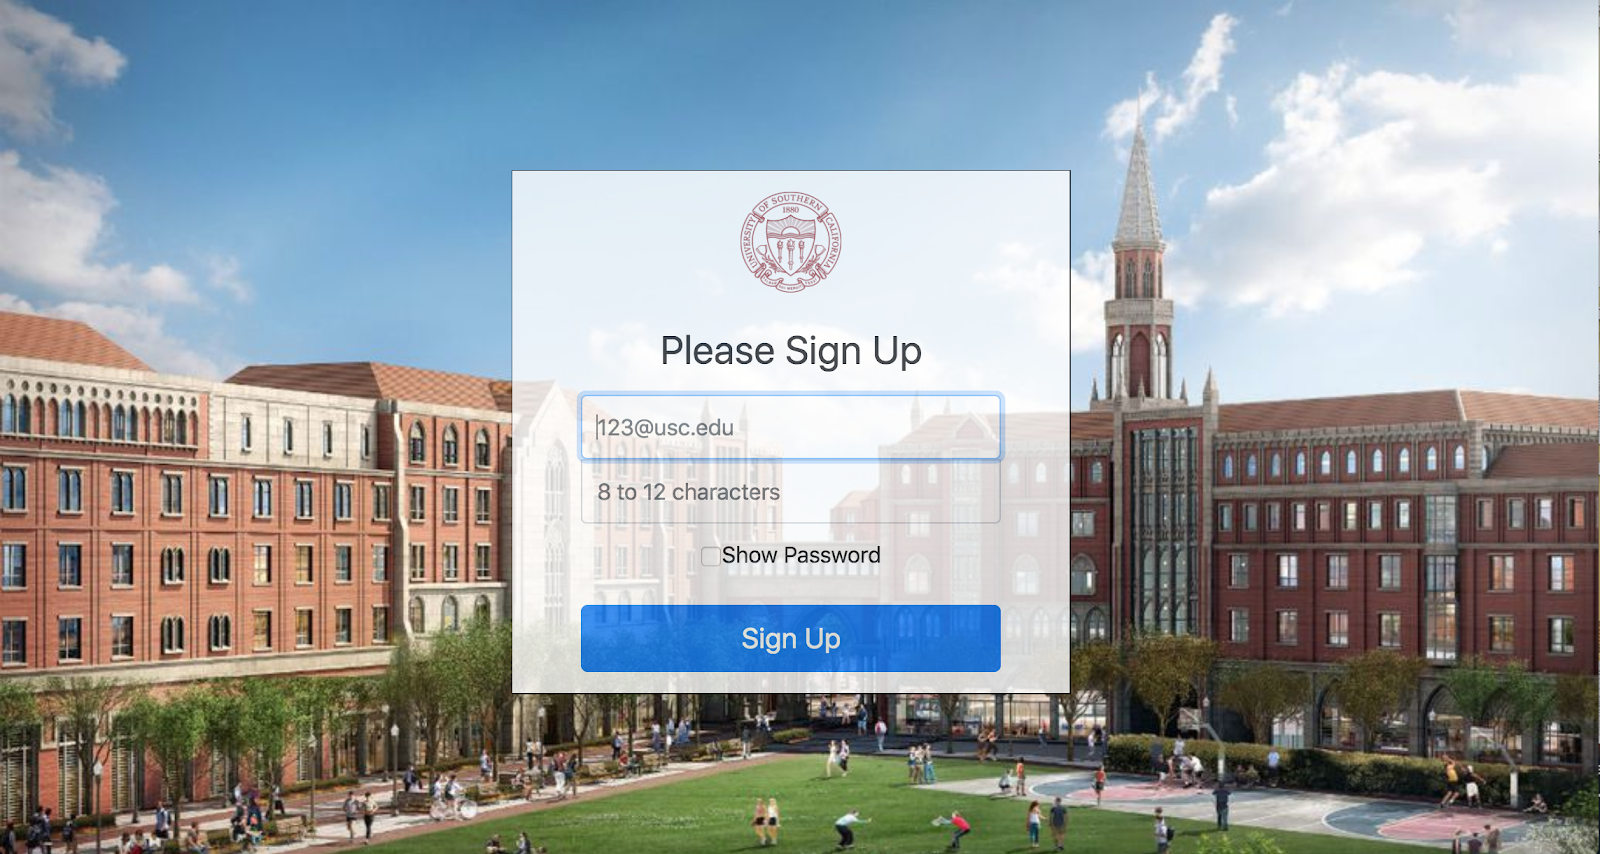 UNIVERSITY OF SOUTHERN CALIFORNIA
1880
Please Sign Up
123@usc.edu
8 to 12 characters
Show Password
Sign Up